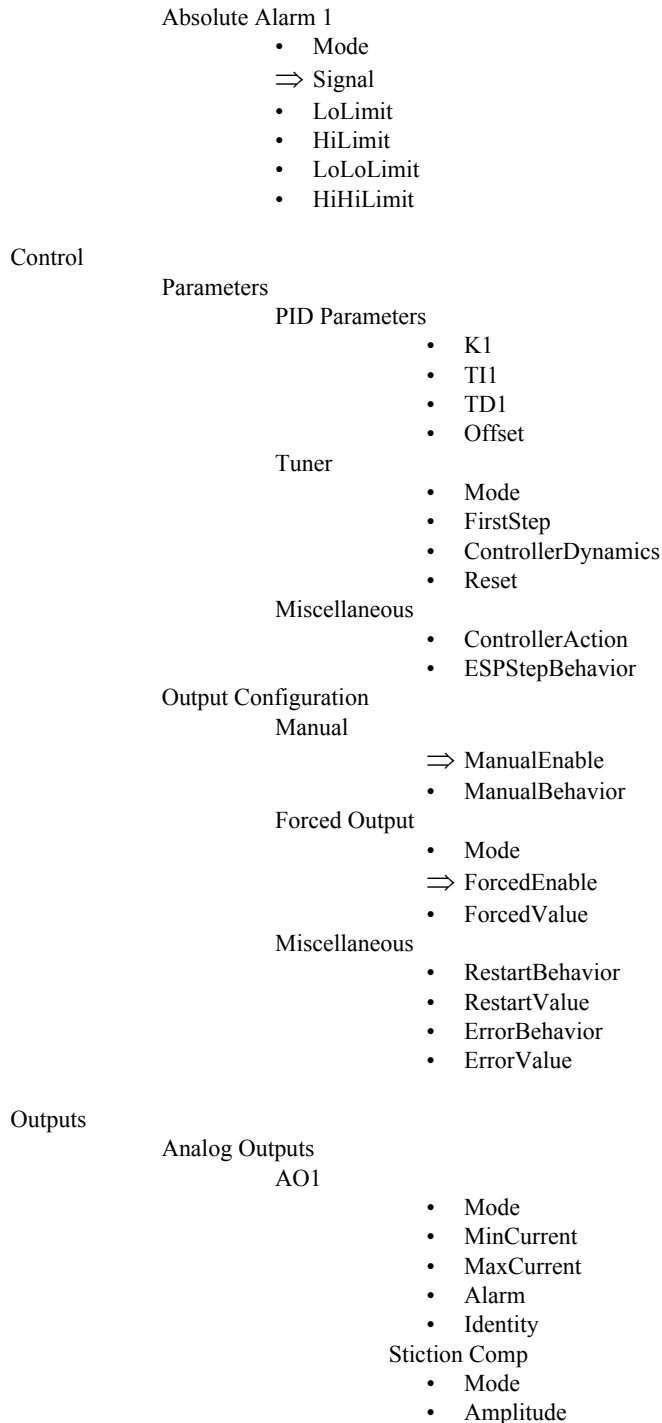 Absolute Alarm 1
• Mode
⇒ Signal
• LoLimit
• HiLimit
• LoLoLimit
• HiHiLimit
Control
Parameters
PID Parameters
• K1
• TI1
• TD1
• Offset
Tuner
• Mode
• FirstStep
• ControllerDynamics
• Reset
Miscellaneous
• ControllerAction
• ESPStepBehavior
Output Configuration
Manual
⇒ ManualEnable
• ManualBehavior
Forced Output
• Mode
⇒ ForcedEnable
• ForcedValue
Miscellaneous
• RestartBehavior
• RestartValue
• ErrorBehavior
• ErrorValue
Outputs
Analog Outputs
AO1
• Mode
• MinCurrent
• MaxCurrent
• Alarm
• Identity
Stiction Comp
• Mode
• Amplitude